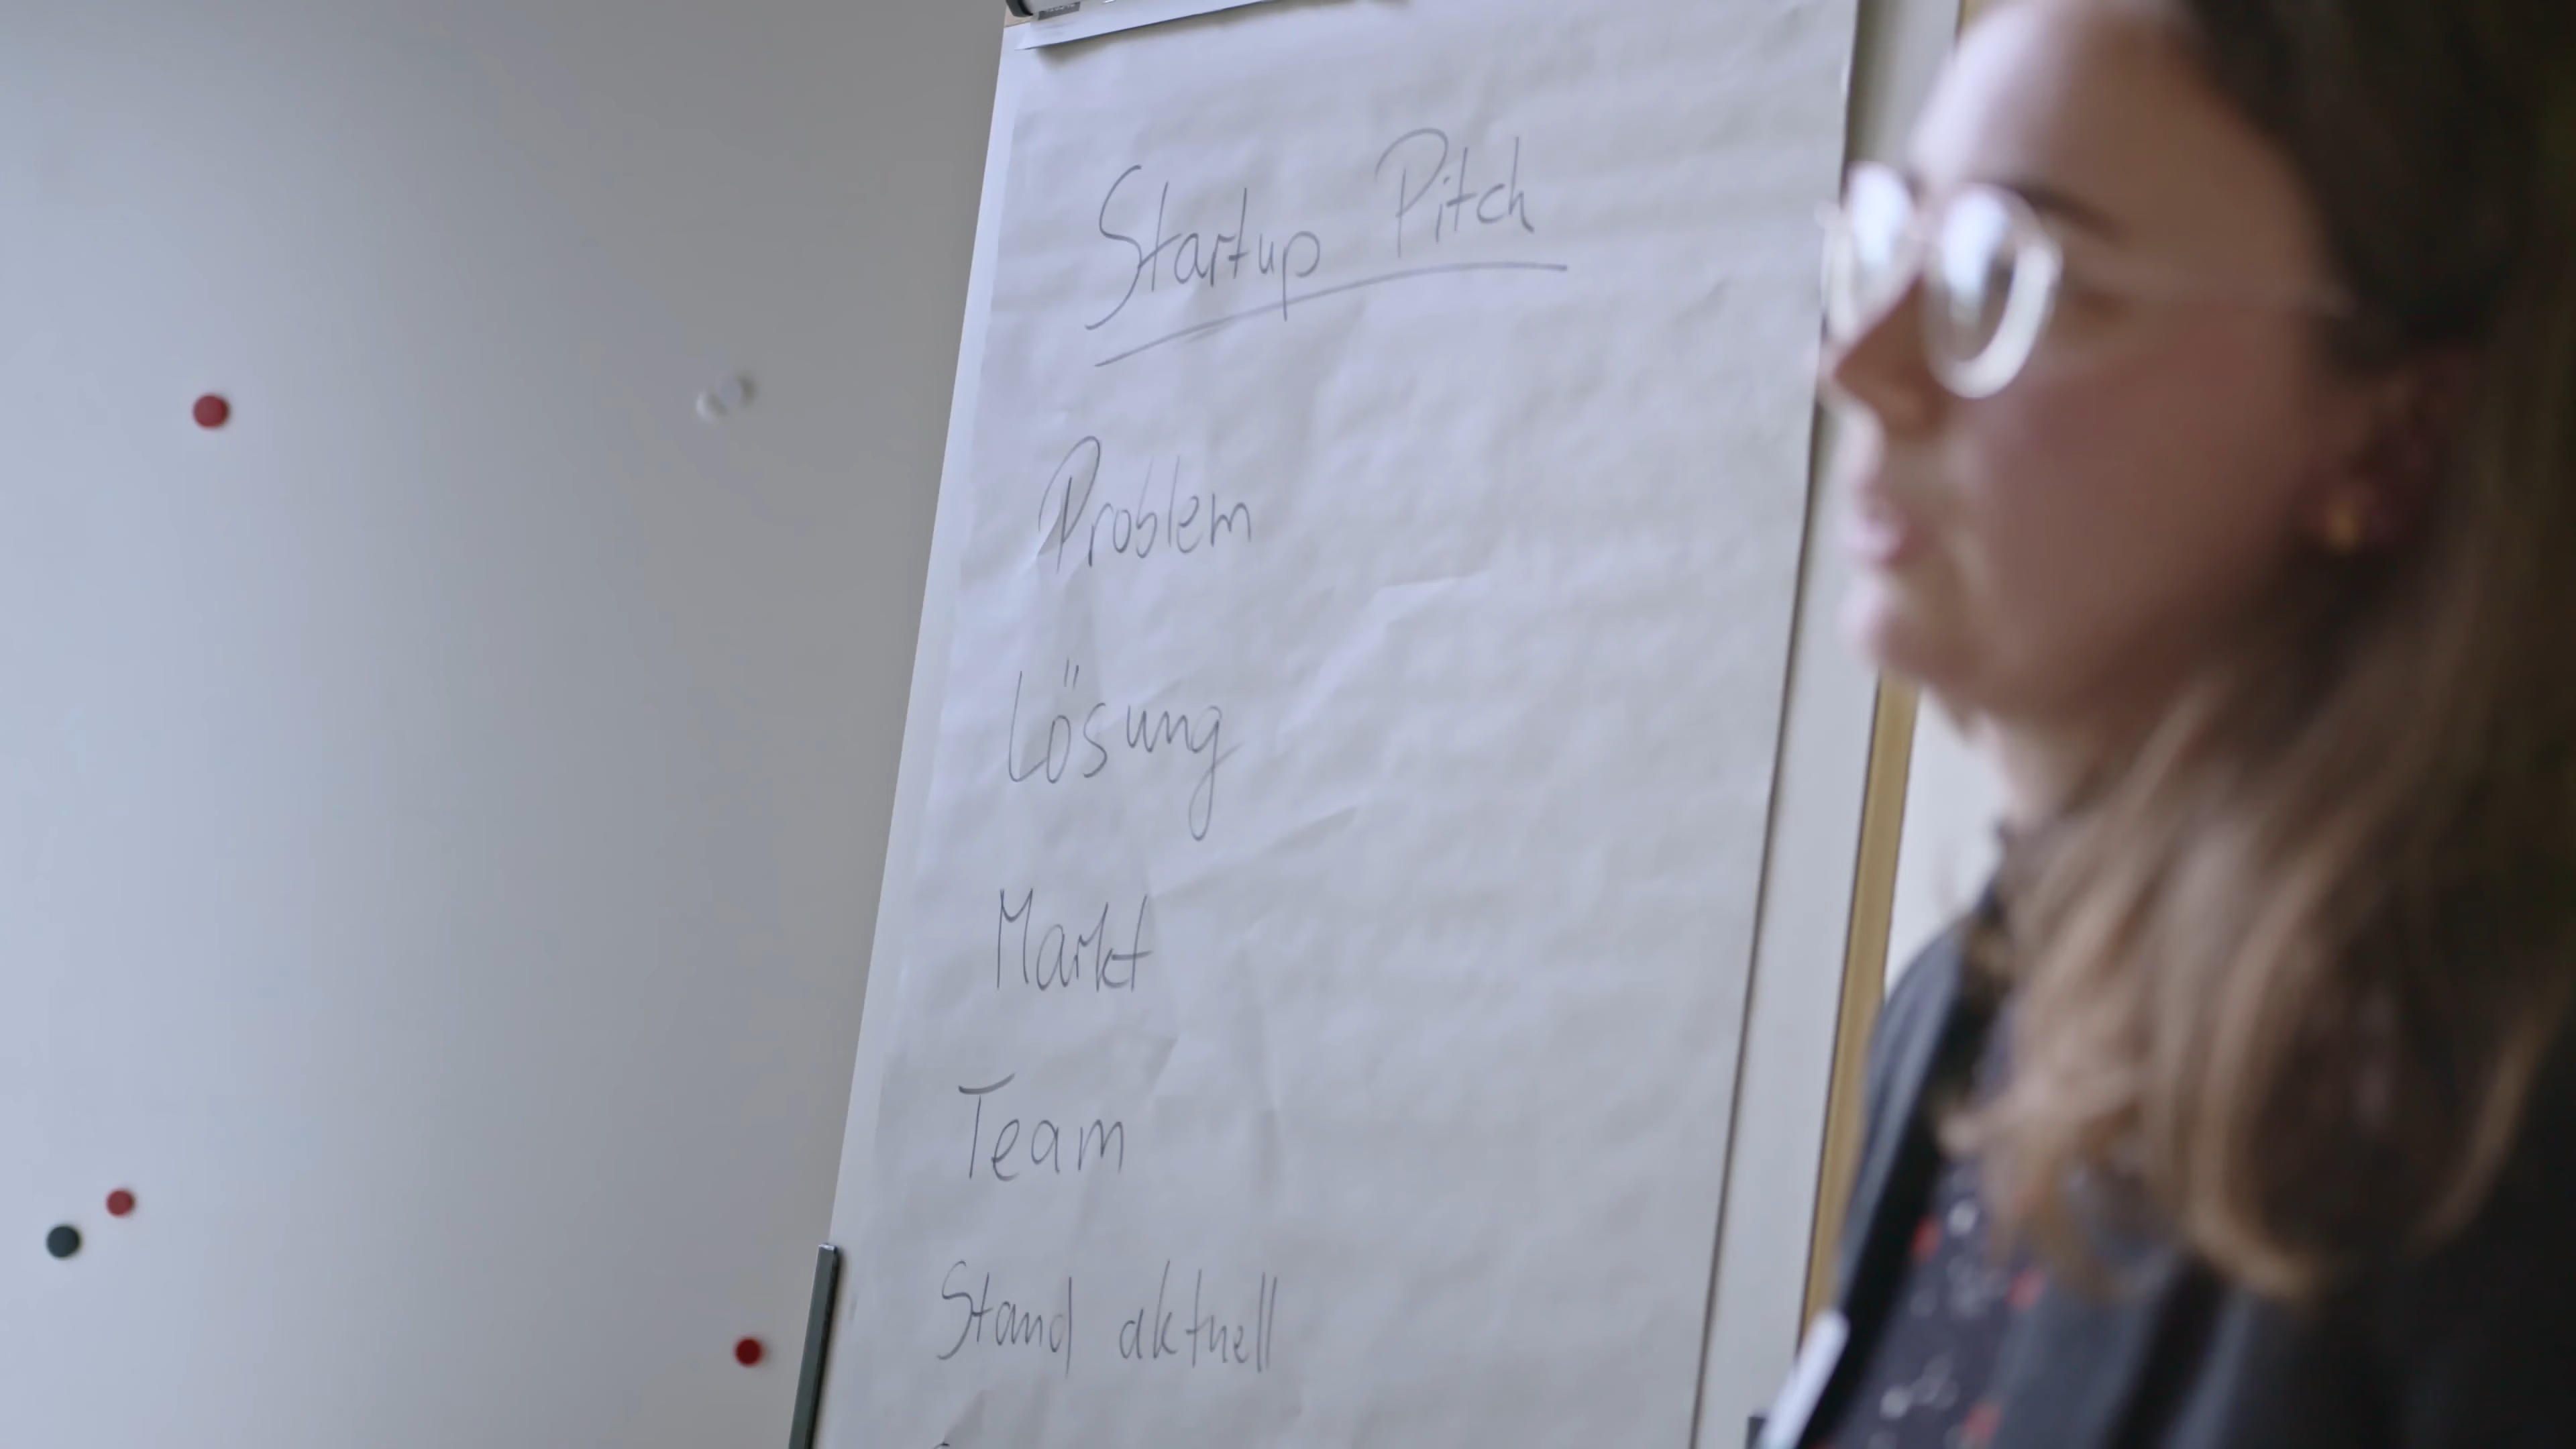 Startup Pitch
Problem
Lösung
Markt
Team
Stand aktuell